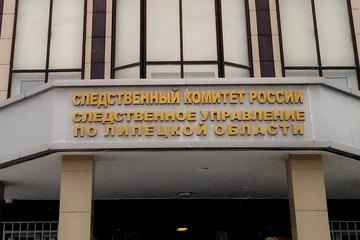 СЛЕДСТВЕННЫЙ КОМИТЕТ РОССИИ
СЛЕДСТВЕННОЕ УПРАВЛЕНИЕ
ПО ЛИПЕЦКОЙ ОБЛАСТИ